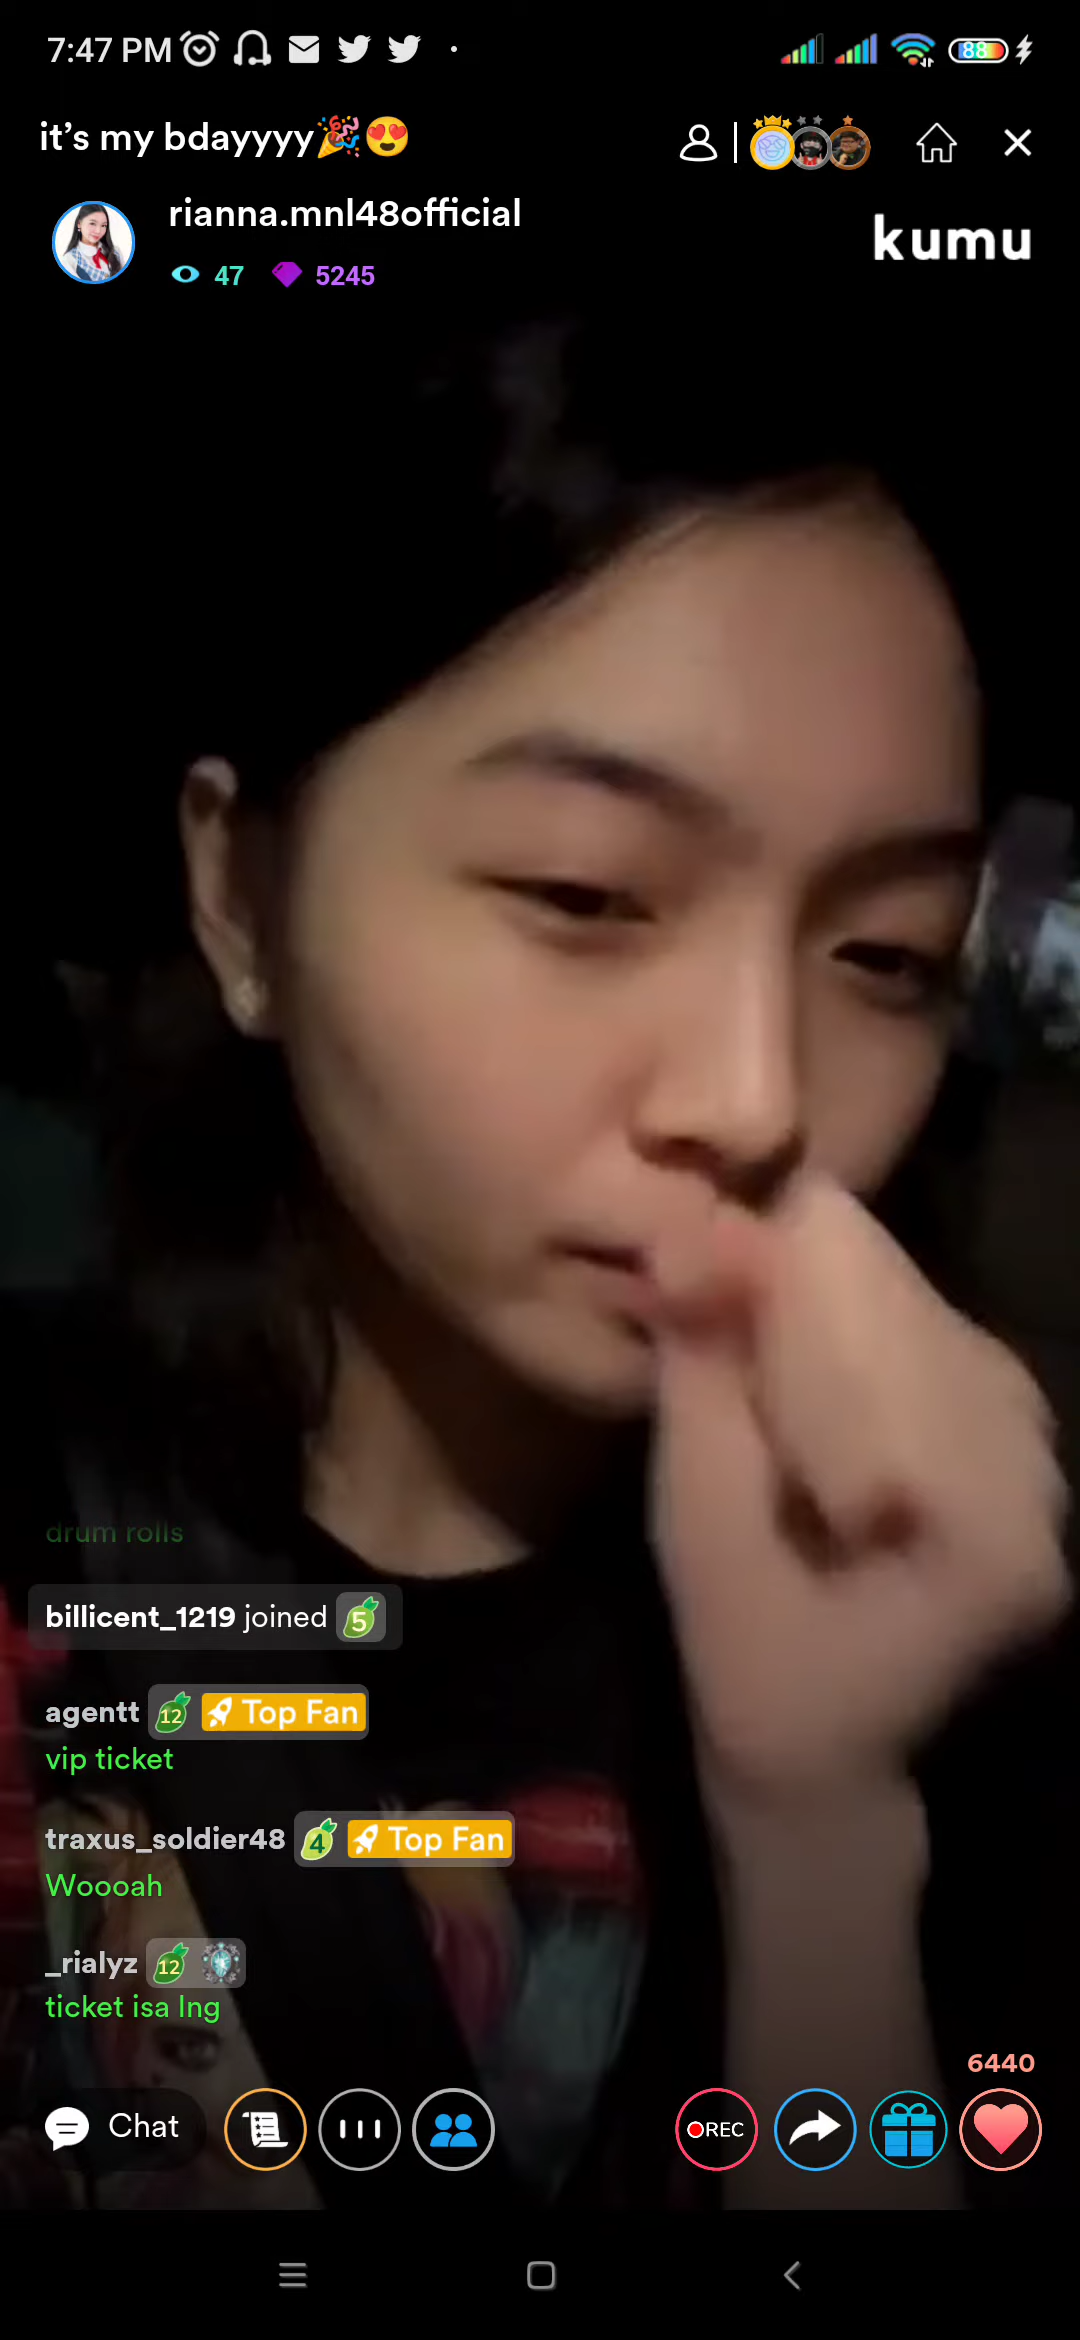 7:47 PM
88
it's my bdayyyy🎉😍
rianna.mnl48official
47 5245
kumu
drum rolls
billicent_1219 joined 5
agentt 12 Top Fan
vip ticket
traxus_soldier48 4 Top Fan
Woooah
_rialyz 12
ticket isa lng
6440
Chat
REC